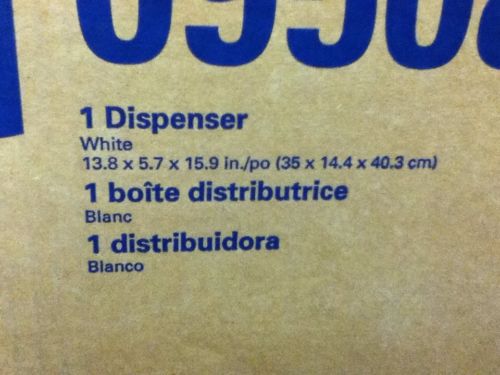 1 Dispenser
White
13.8 x 5.7 x 15.9 in./po (35 x 14.4 x 40.3 cm)
1 boîte distributrice
Blanc
1 distribuidora
Blanco